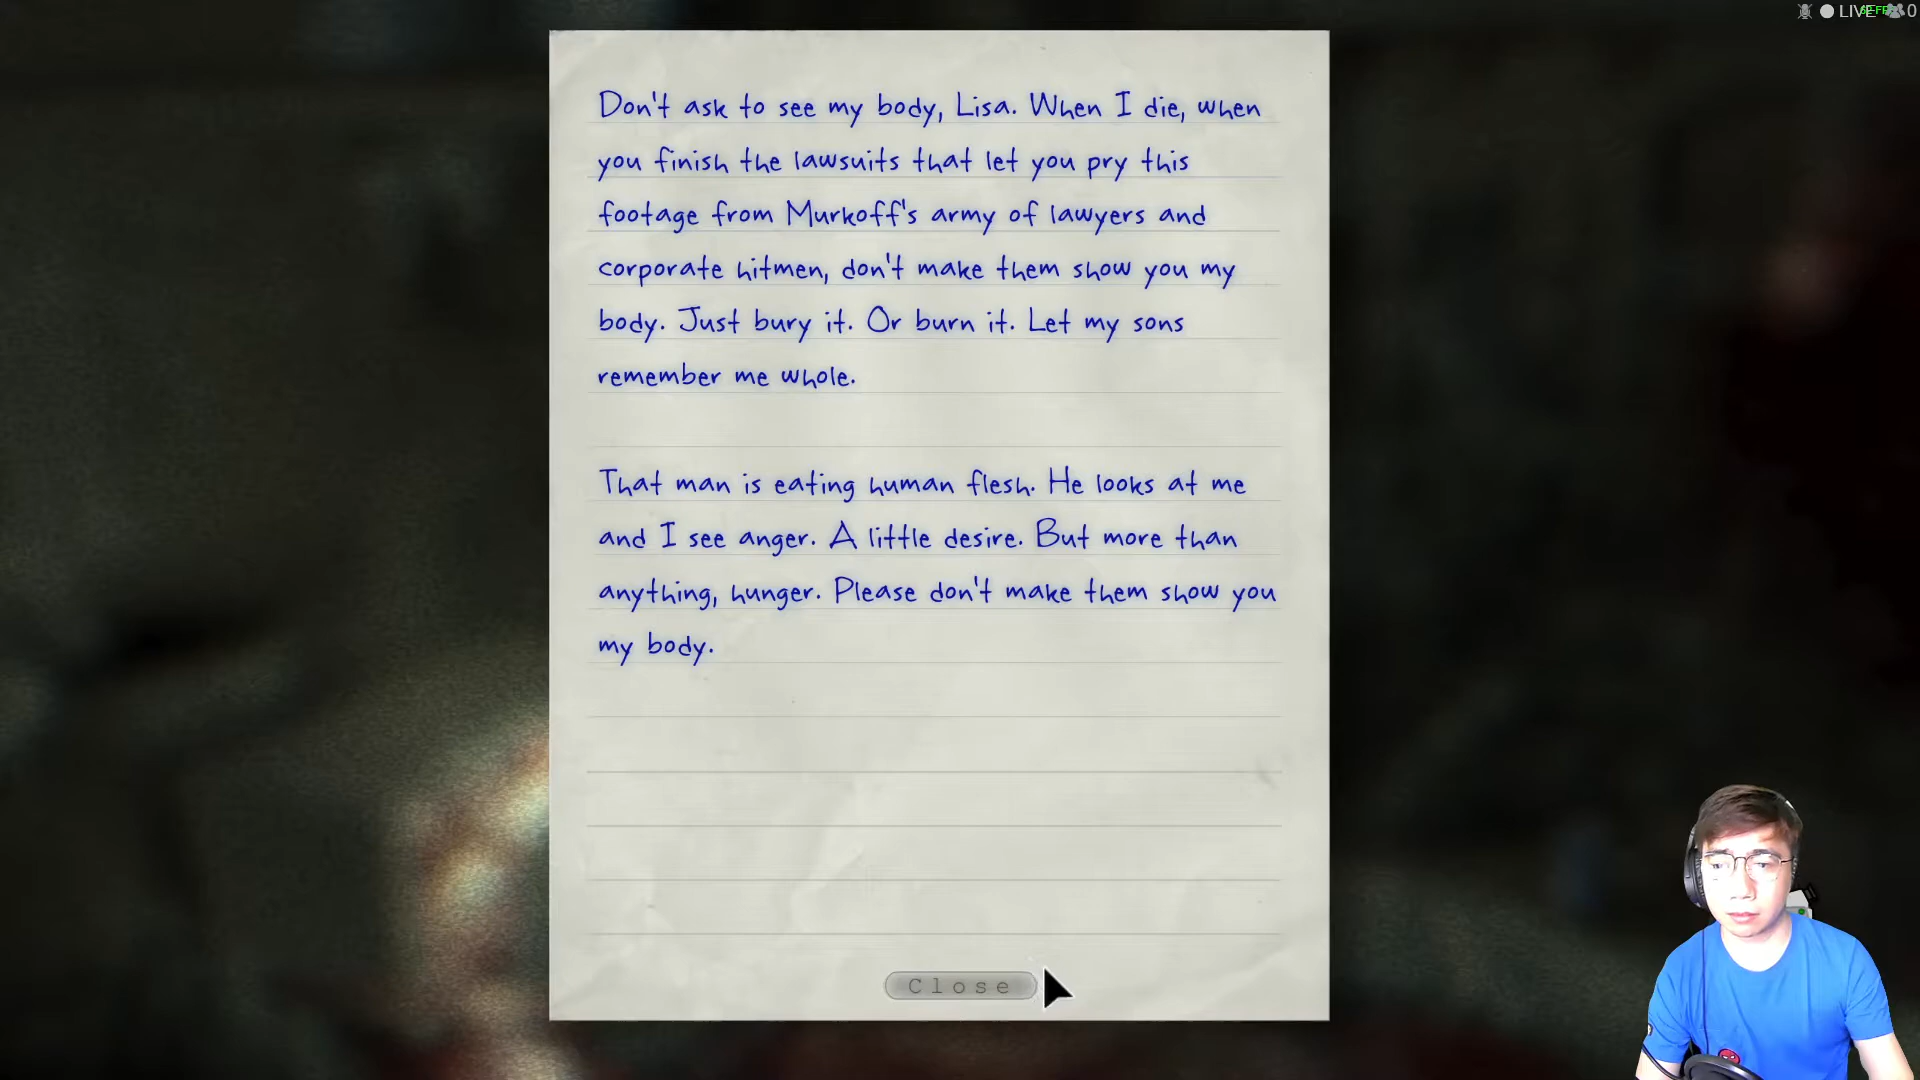 LIVE 0
Don't ask to see my body, Lisa. When I die, when
you finish the lawsuits that let you pry this
footage from Murkoff's army of lawyers and
corporate hitmen, don't make them show you my
body. Just bury it. Or burn it. Let my sons
remember me whole.
That man is eating human flesh. He looks at me
and I see anger. A little desire. But more than
anything, hunger. Please don't make them show you
my body.
Close